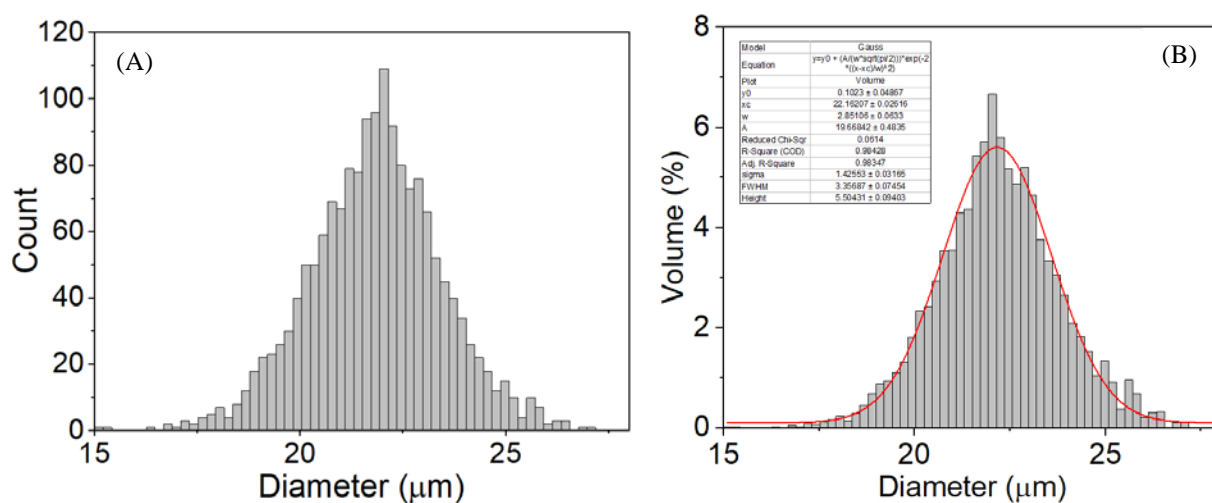 (A)
120
100
80
60
40
20
0
Count
15 20 25
Diameter (μm)
(B)
8
6
4
2
0
Volume (%)
15 20 25
Diameter (μm)
Model Gauss
Equation y=y0 + (A/(w*sqrt(pi/2)))*exp(-2
*((x-xc)/w)^2)
Plot Volume
y0 0.1023 ± 0.04867
xc 22.16207 ± 0.02616
w 2.85106 ± 0.0633
A 19.66842 ± 0.4835
Reduced Chi-Sqr 0.0614
R-Square (COD) 0.98428
Adj. R-Square 0.98347
sigma 1.42553 ± 0.03165
FWHM 3.35687 ± 0.07454
Height 5.50431 ± 0.09403